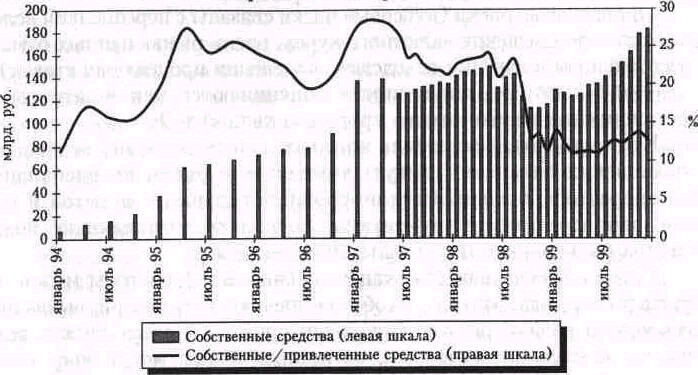 200
180
160
140
120
100
80
60
40
20
0
млрд. руб.
30
25
20
15
10
5
0
%
январь 94
июль 94
январь 95
июль 95
январь 96
июль 96
январь 97
июль 97
январь 98
июль 98
январь 99
июль 99
Собственные средства (левая шкала)
Собственные/привлеченные средства (правая шкала)